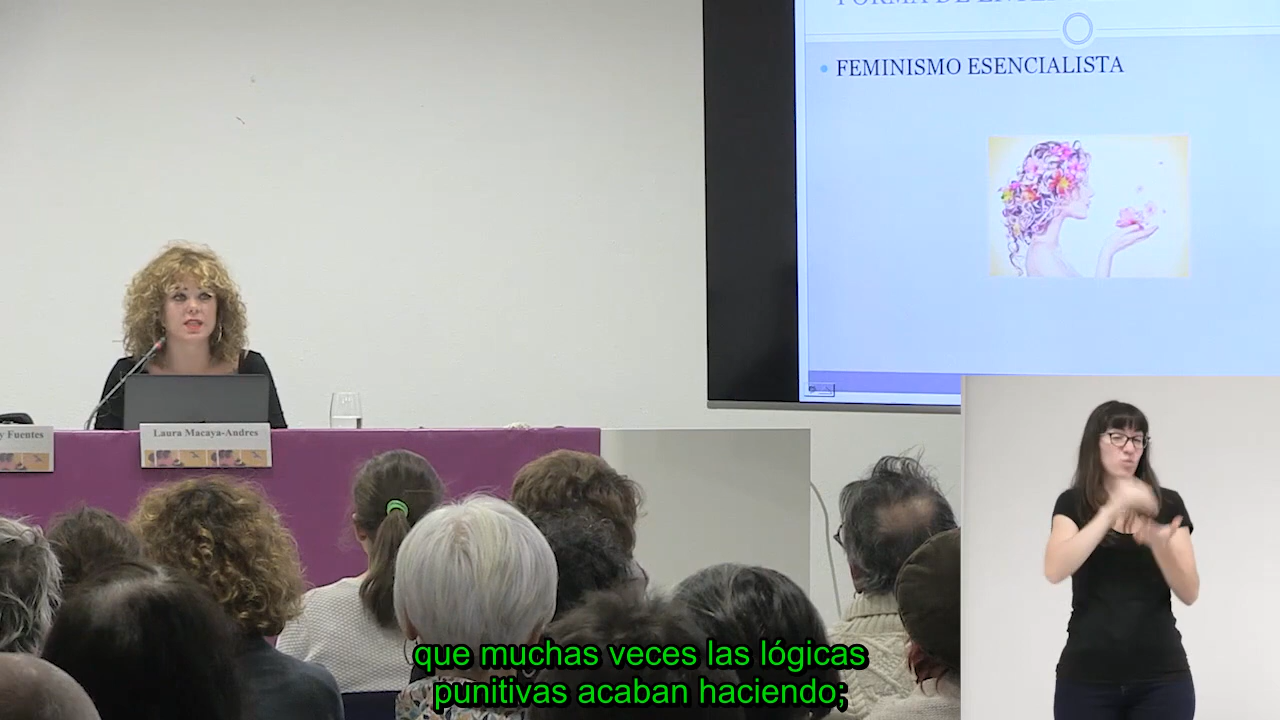 FEMINISMO ESENCIALISTA
y Fuentes
Laura Macaya-Andres
que muchas veces las lógicas
punitivas acaban haciendo;